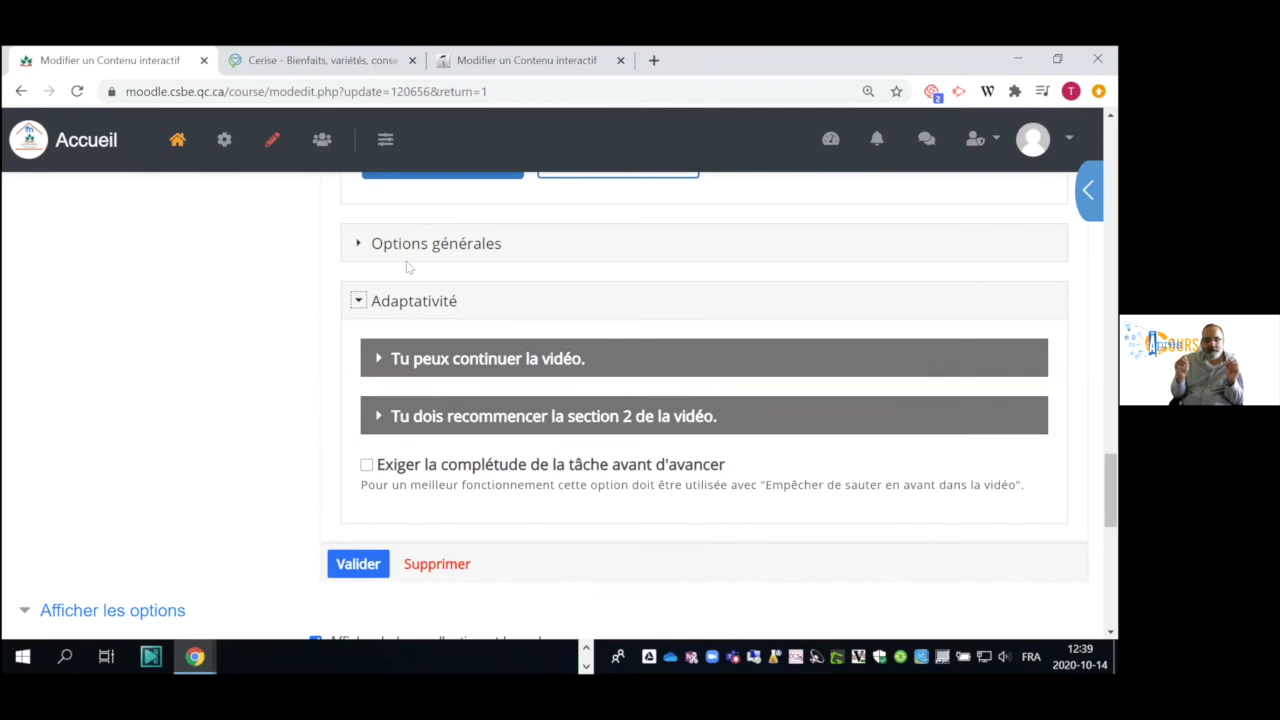 Modifier un Contenu interactif
Cerise - Bienfaits, variétés, conse
Modifier un Contenu interactif
moodle.csbe.qc.ca/course/modedit.php?update=120656&return=1
2
W
T
Accueil
Options générales
Adaptativité
Tu peux continuer la vidéo.
Tu dois recommencer la section 2 de la vidéo.
Exiger la complétude de la tâche avant d'avancer
Pour un meilleur fonctionnement cette option doit être utilisée avec "Empêcher de sauter en avant dans la vidéo".
Valider
Supprimer
Afficher les options
FRA
12:39
2020-10-14